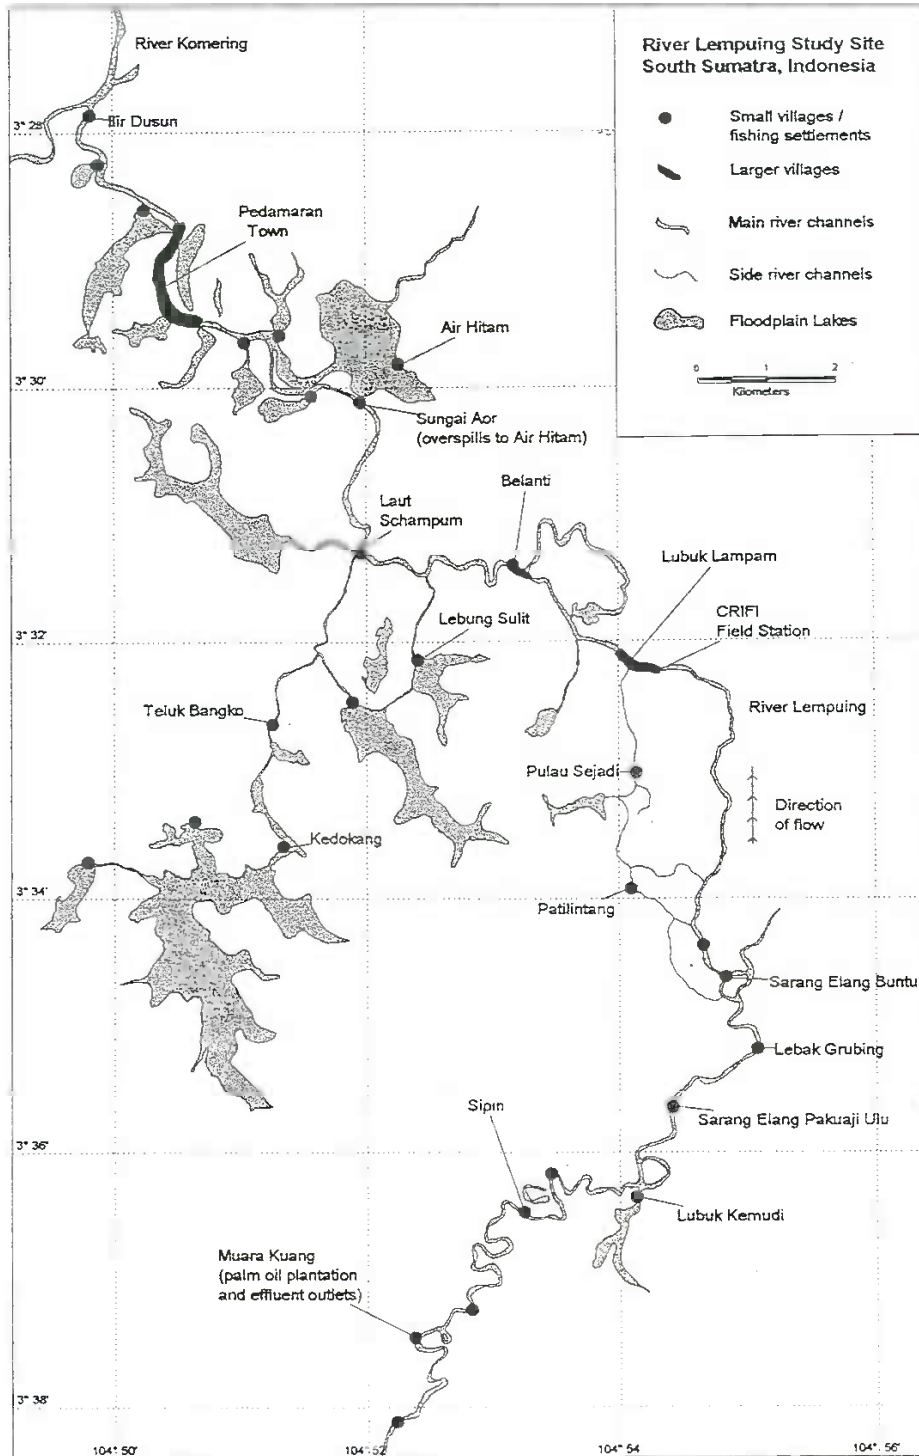 River Komering
River Lempuing Study Site
South Sumatra, Indonesia
Small villages /
fishing settlements
Larger villages
Main river channels
Side river channels
Floodplain Lakes
0 1 2
Kilometers
3° 28'
Bir Dusun
Pedamaran
Town
Air Hitam
3° 30'
Sungai Aor
(overspills to Air Hitam)
Belanti
Laut
Schampum
Lubuk Lampam
CRIFI
Field Station
3° 32'
Lebung Sulit
River Lempuing
Teluk Bangko
Pulau Sejadi
Direction
of flow
Kedokang
3° 34'
Patilintang
Sarang Elang Buntu
Lebak Grubing
Sipin
Sarang Elang Pakuaji Ulu
3° 36'
Lubuk Kemudi
Muara Kuang
(palm oil plantation
and effluent outlets)
3° 38'
104° 50' 104° 52' 104° 54' 104° 56'